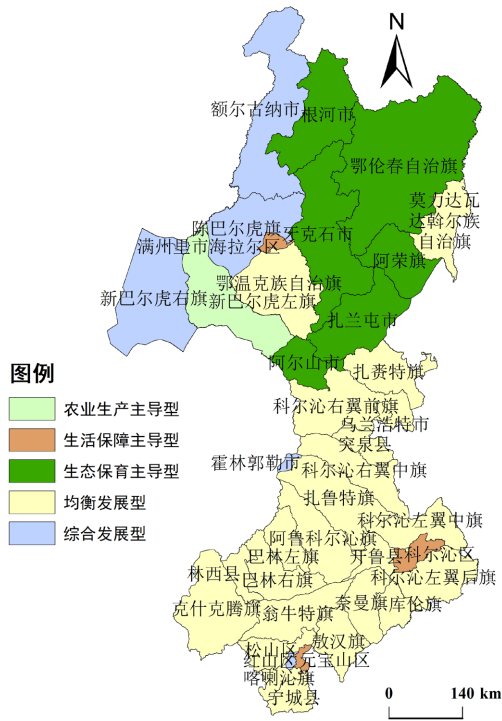 N
额尔古纳市
根河市
鄂伦春自治旗
莫力达瓦
达斡尔族
自治旗
陈巴尔虎旗
牙克石市
满州里市海拉尔区
阿荣旗
鄂温克族自治旗
新巴尔虎右旗
新巴尔虎左旗
扎兰屯市
阿尔山市
扎赉特旗
图例
农业生产主导型
生活保障主导型
生态保育主导型
均衡发展型
综合发展型
科尔沁右翼前旗
乌兰浩特市
突泉县
霍林郭勒市
科尔沁右翼中旗
扎鲁特旗
科尔沁左翼中旗
阿鲁科尔沁旗
开鲁县
科尔沁区
巴林左旗
林西县
巴林右旗
科尔沁左翼后旗
克什克腾旗
翁牛特旗
奈曼旗
库伦旗
敖汉旗
松山区
红山区
元宝山区
喀喇沁旗
宁城县
0 140 km